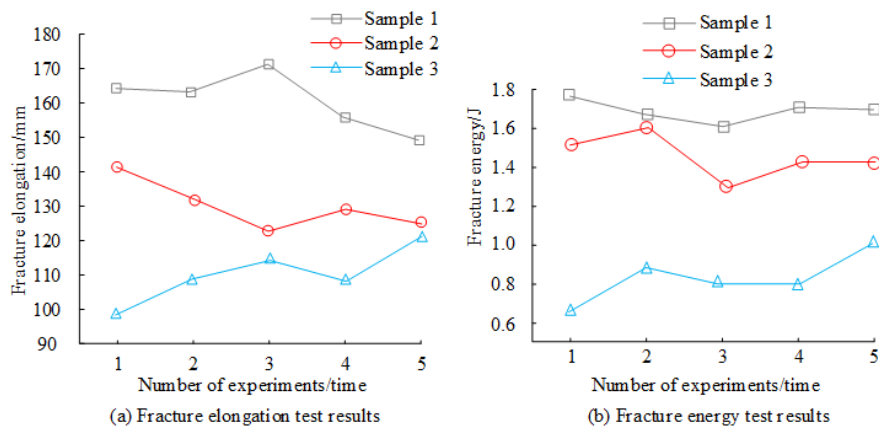 Sample 1
Sample 2
Sample 3
Fracture elongation/mm
180
170
160
150
140
130
120
110
100
90
1 2 3 4 5
Number of experiments/time
(a) Fracture elongation test results
Sample 1
Sample 2
Sample 3
Fracture energy/J
1.8
1.6
1.4
1.2
1.0
0.8
0.6
1 2 3 4 5
Number of experiments/time
(b) Fracture energy test results